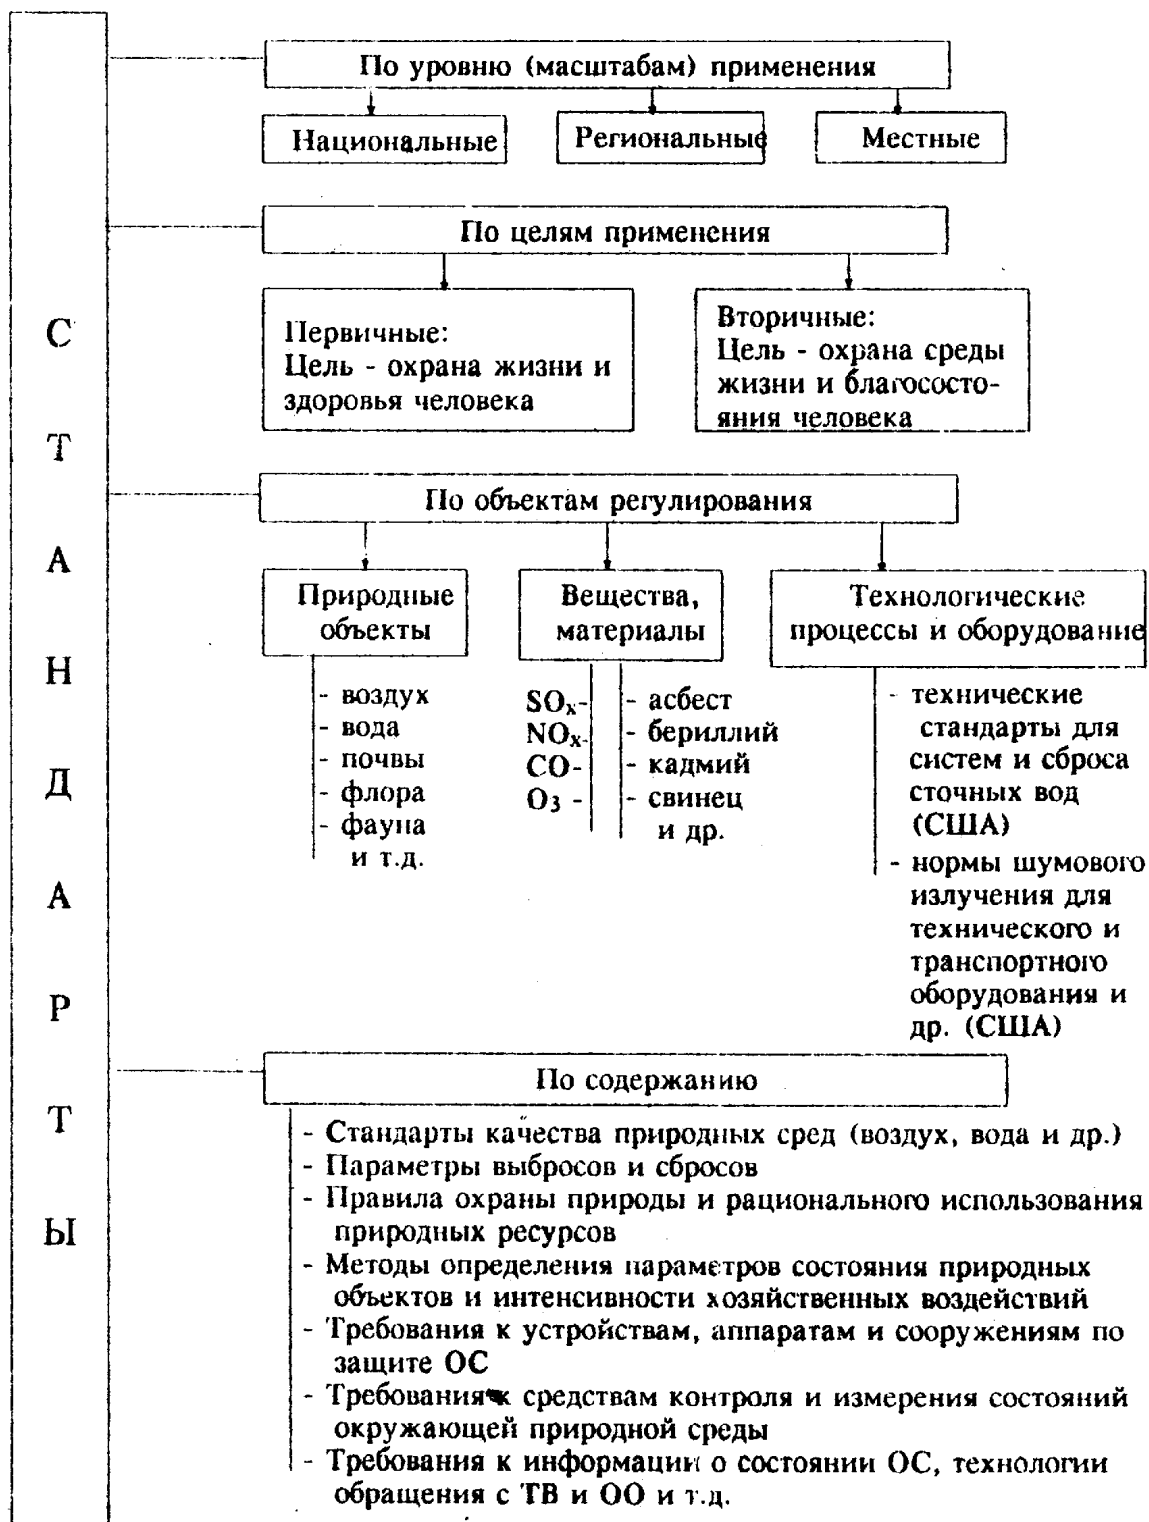 СТАНДАРТЫ
По уровню (масштабам) применения
Национальные
Региональные
Местные
По целям применения
Первичные:
Цель - охрана жизни и
здоровья человека
Вторичные:
Цель - охрана среды
жизни и благососто-
яния человека
По объектам регулирования
Природные
объекты
- воздух
- вода
- почвы
- флора
- фауна
и т.д.
Вещества,
материалы
SOx-
NOx-
CO-
O3 -
- асбест
- бериллий
- кадмий
- свинец
и др.
Технологические
процессы и оборудование
- технические
стандарты для
систем и сброса
сточных вод
(США)
- нормы шумового
излучения для
технического и
транспортного
оборудования и
др. (США)
По содержанию
- Стандарты качества природных сред (воздух, вода и др.)
- Параметры выбросов и сбросов
- Правила охраны природы и рационального использования
природных ресурсов
- Методы определения параметров состояния природных
объектов и интенсивности хозяйственных воздействий
- Требования к устройствам, аппаратам и сооружениям по
защите ОС
- Требования к средствам контроля и измерения состояний
окружающей природной среды
- Требования к информации о состоянии ОС, технологии
обращения с ТВ и ОО и т.д.